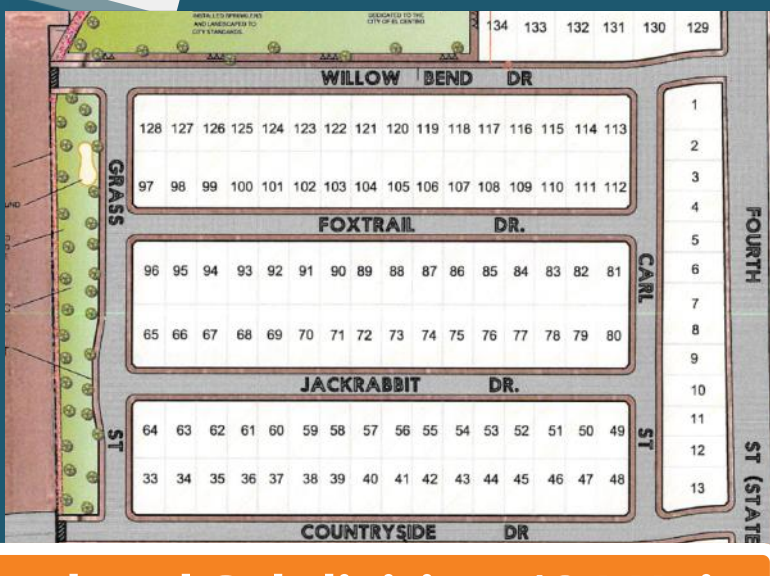 INSTALLED SPRINKLERS
AND LANDSCAPED TO
CITY STANDARDS.
DEDICATED TO THE
CITY OF EL CENTRO
134 133 132 131 130 129
WILLOW BEND DR
128 127 126 125 124 123 122 121 120 119 118 117 116 115 114 113
97 98 99 100 101 102 103 104 105 106 107 108 109 110 111 112
GRASS ST
FOXTRAIL DR.
96 95 94 93 92 91 90 89 88 87 86 85 84 83 82 81
65 66 67 68 69 70 71 72 73 74 75 76 77 78 79 80
CARL ST
JACKRABBIT DR.
64 63 62 61 60 59 58 57 56 55 54 53 52 51 50 49
33 34 35 36 37 38 39 40 41 42 43 44 45 46 47 48
COUNTRYSIDE DR
1
2
3
4
5
6
7
8
9
10
11
12
13
FOURTH ST (STATE